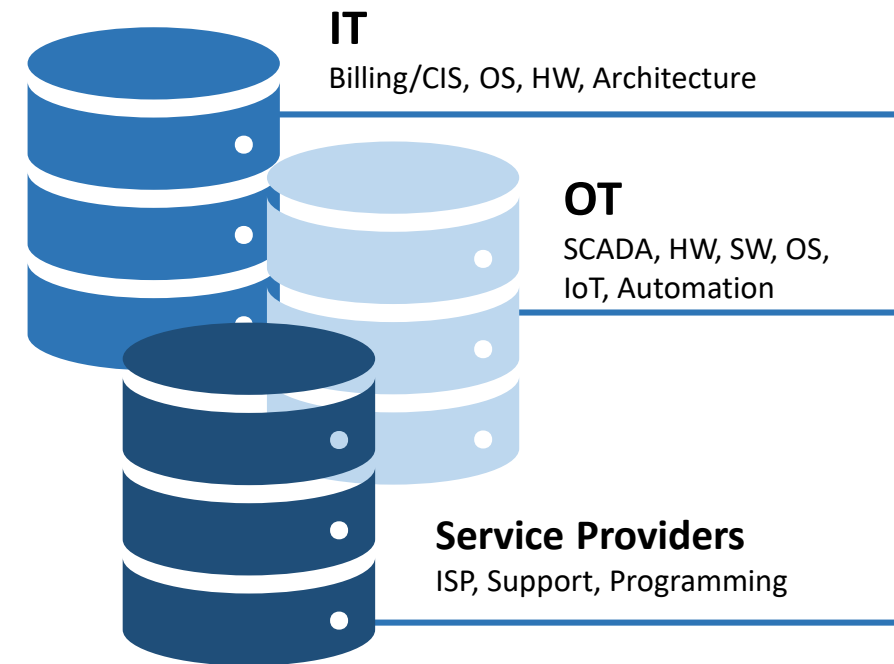 IT
Billing/CIS, OS, HW, Architecture
OT
SCADA, HW, SW, OS,
IoT, Automation
Service Providers
ISP, Support, Programming